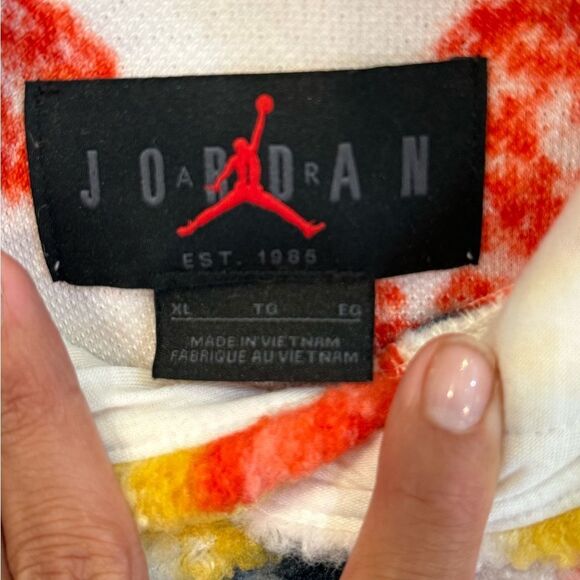 JORDAN
AIR
EST. 1985
XL TG EG
MADE IN VIETNAM
FABRIQUE AU VIETNAM